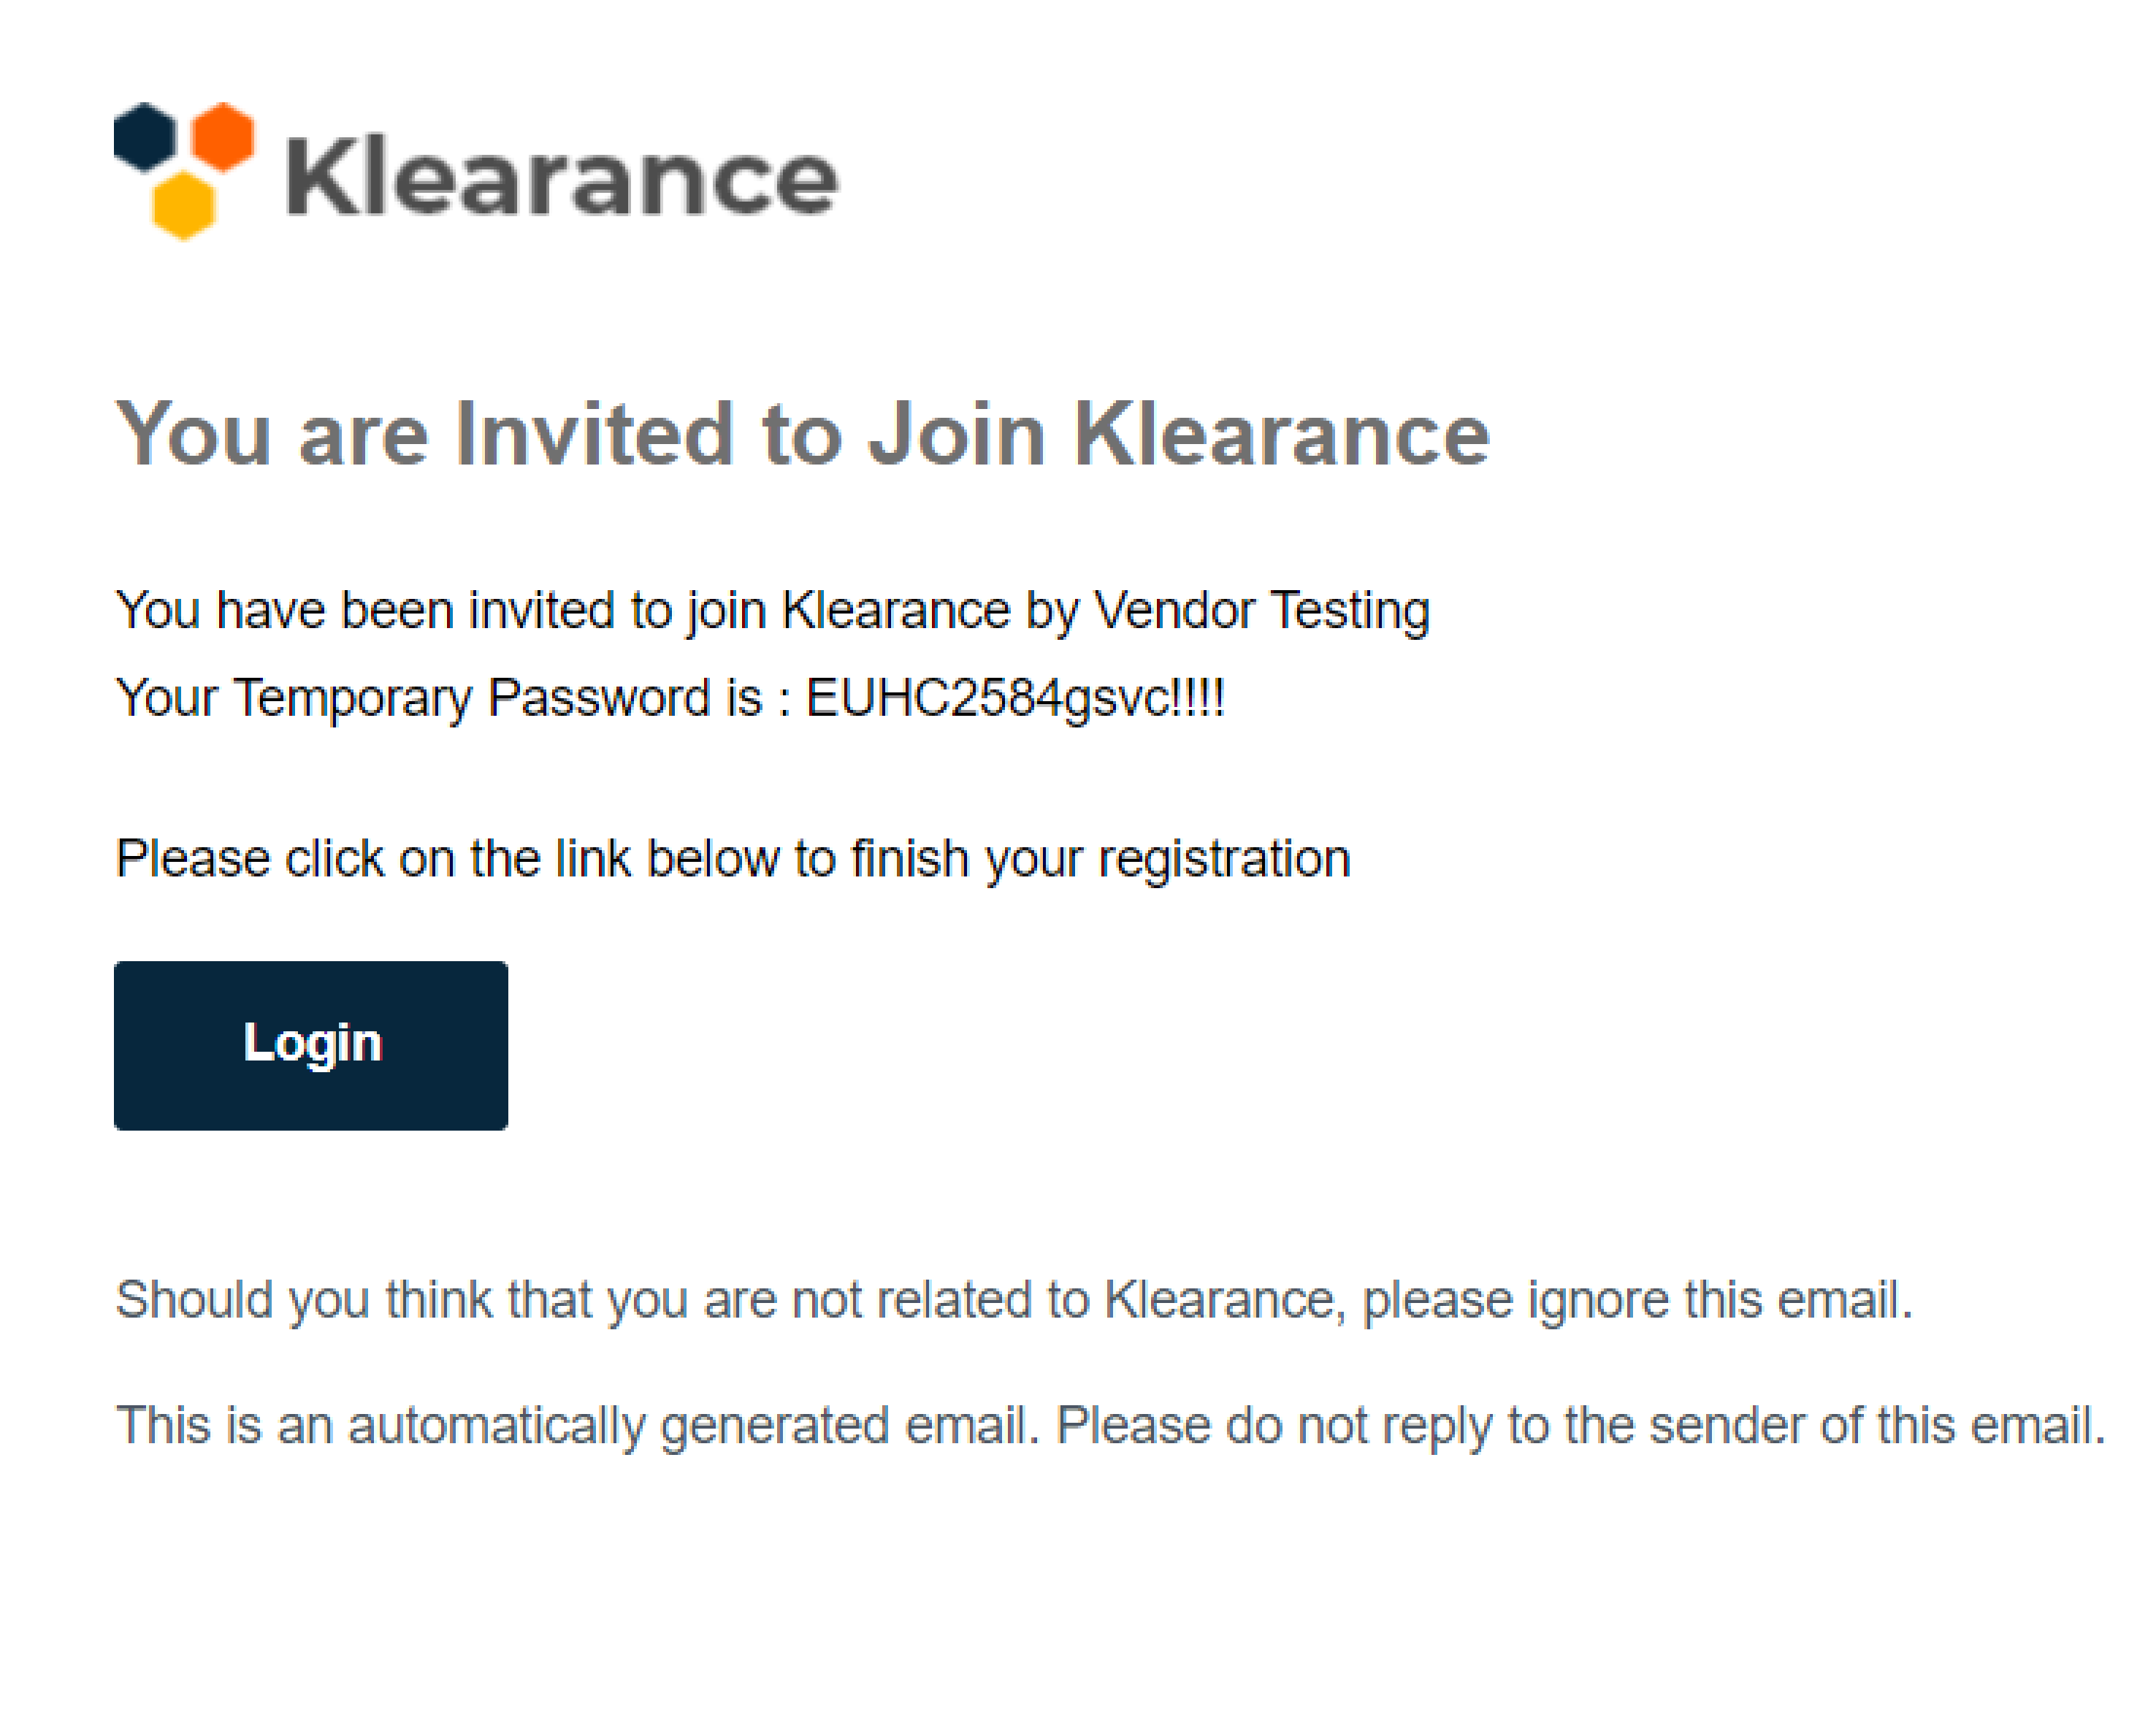 Klearance
You are Invited to Join Klearance
You have been invited to join Klearance by Vendor Testing
Your Temporary Password is : EUHC2584gsvc!!!!
Please click on the link below to finish your registration
Login
Should you think that you are not related to Klearance, please ignore this email.
This is an automatically generated email. Please do not reply to the sender of this email.